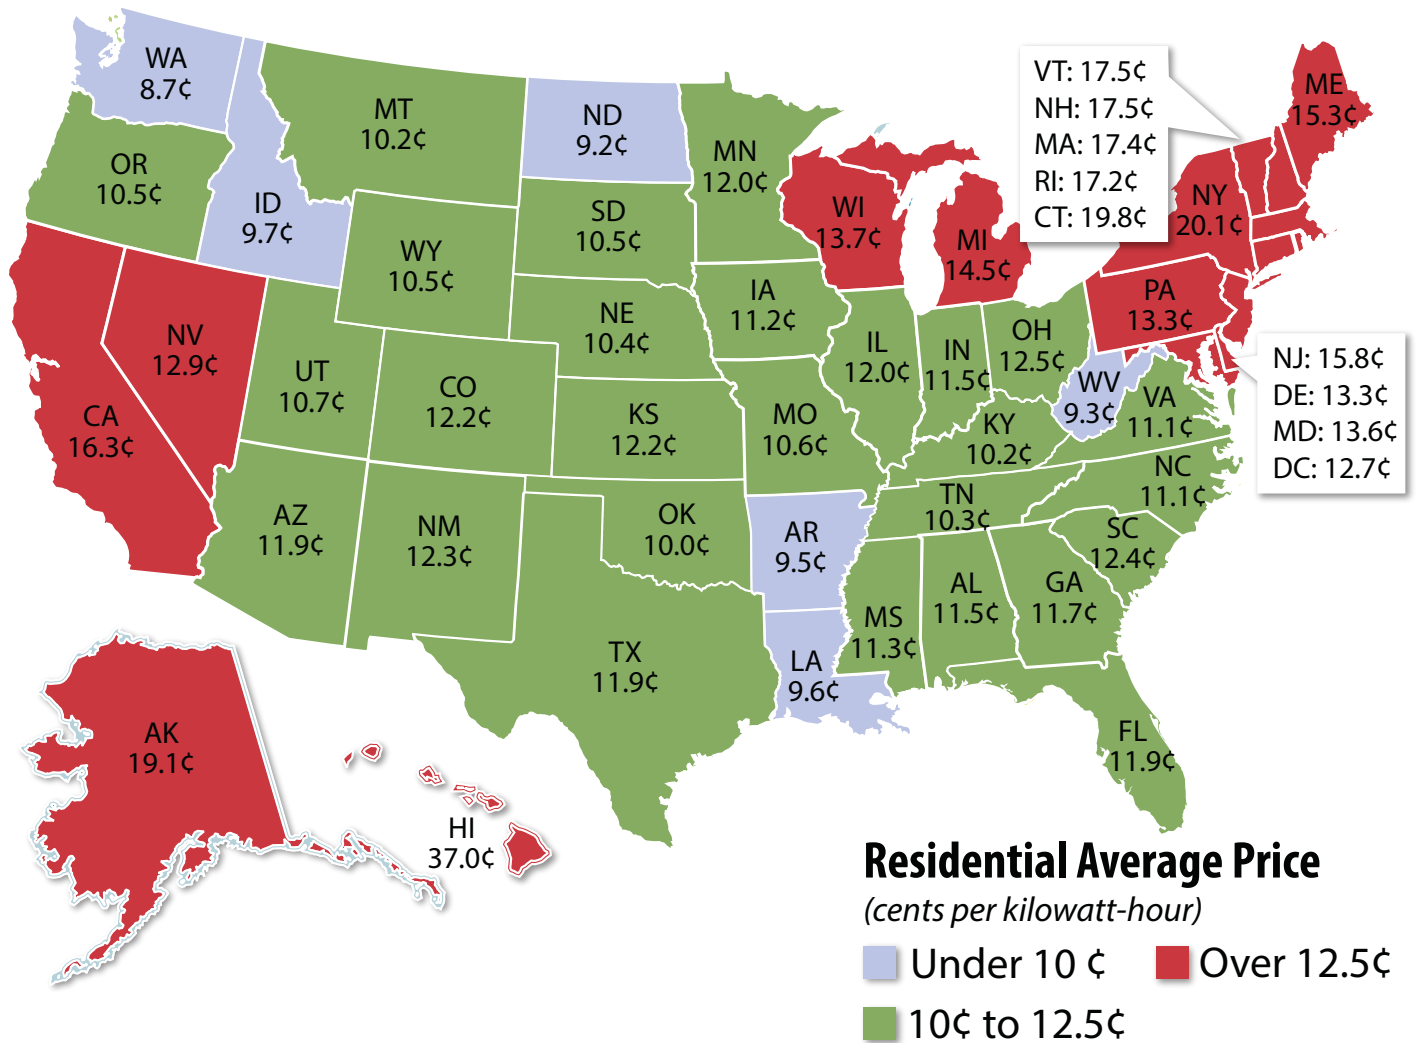 WA
8.7¢
MT
10.2¢
ND
9.2¢
MN
12.0¢
VT: 17.5¢
NH: 17.5¢
MA: 17.4¢
RI: 17.2¢
CT: 19.8¢
ME
15.3¢
OR
10.5¢
ID
9.7¢
WY
10.5¢
SD
10.5¢
WI
13.7¢
MI
14.5¢
NY
20.1¢
NV
12.9¢
UT
10.7¢
CO
12.2¢
NE
10.4¢
IA
11.2¢
IL
12.0¢
IN
11.5¢
OH
12.5¢
PA
13.3¢
NJ: 15.8¢
DE: 13.3¢
MD: 13.6¢
DC: 12.7¢
CA
16.3¢
KS
12.2¢
MO
10.6¢
KY
10.2¢
WV
9.3¢
VA
11.1¢
AZ
11.9¢
NM
12.3¢
OK
10.0¢
AR
9.5¢
TN
10.3¢
NC
11.1¢
SC
12.4¢
TX
11.9¢
LA
9.6¢
MS
11.3¢
AL
11.5¢
GA
11.7¢
FL
11.9¢
AK
19.1¢
HI
37.0¢
Residential Average Price
(cents per kilowatt-hour)
Under 10 ¢
Over 12.5¢
10¢ to 12.5¢